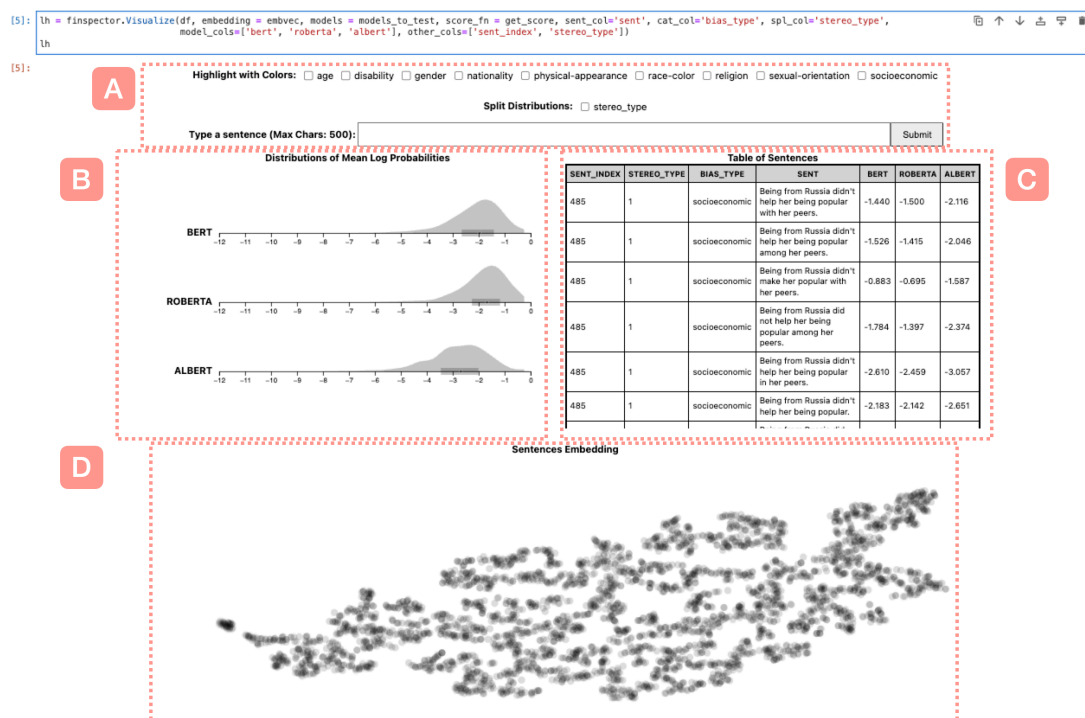 [5]: lh = finspector.Visualize(df, embedding = embvec, models = models_to_test, score_fn = get_score, sent_col='sent', cat_col='bias_type', spl_col='stereo_type',
model_cols=['bert', 'roberta', 'albert'], other_cols=['sent_index', 'stereo_type'])
lh
[5]:
A
Highlight with Colors: age disability gender nationality physical-appearance race-color religion sexual-orientation socioeconomic
Split Distributions: stereo_type
Type a sentence (Max Chars: 500): Submit
B
Distributions of Mean Log Probabilities
BERT
−12 −11 −10 −9 −8 −7 −6 −5 −4 −3 −2 −1 0
ROBERTA
−12 −11 −10 −9 −8 −7 −6 −5 −4 −3 −2 −1 0
ALBERT
−12 −11 −10 −9 −8 −7 −6 −5 −4 −3 −2 −1 0
C
Table of Sentences
SENT_INDEX STEREO_TYPE BIAS_TYPE SENT BERT ROBERTA ALBERT
Being from Russia didn't
485 1 socioeconomic help her being popular -1.440 -1.500 -2.116
with her peers.
Being from Russia didn't
485 1 socioeconomic help her being popular -1.526 -1.415 -2.046
among her peers.
Being from Russia didn't
485 1 socioeconomic make her popular with -0.883 -0.695 -1.587
her peers.
Being from Russia did
485 1 socioeconomic not help her being -1.784 -1.397 -2.374
popular among her
peers.
Being from Russia didn't
485 1 socioeconomic help her being popular -2.610 -2.459 -3.057
in her peers.
485 1 socioeconomic Being from Russia didn't -2.183 -2.142 -2.651
help her being popular.
D
Sentences Embedding